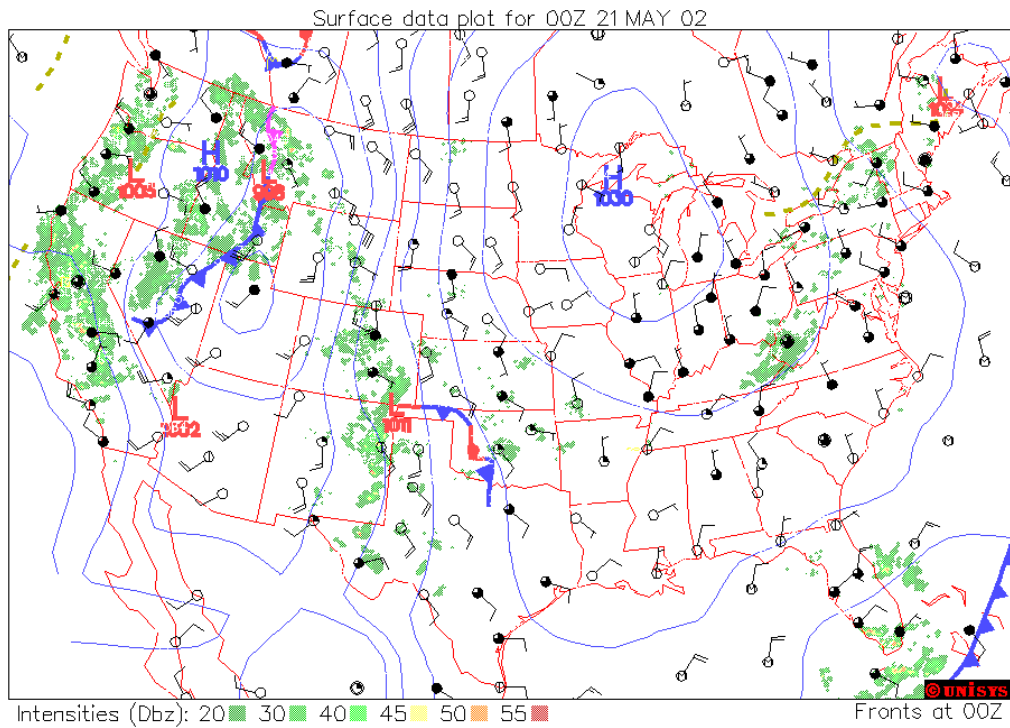 Surface data plot for 00Z 21 MAY 02
H
1010
L
1005
L
998
H
1030
L
L
L
1011
©UNISYS
Intensities (Dbz): 20 30 40 45 50 55
Fronts at 00Z